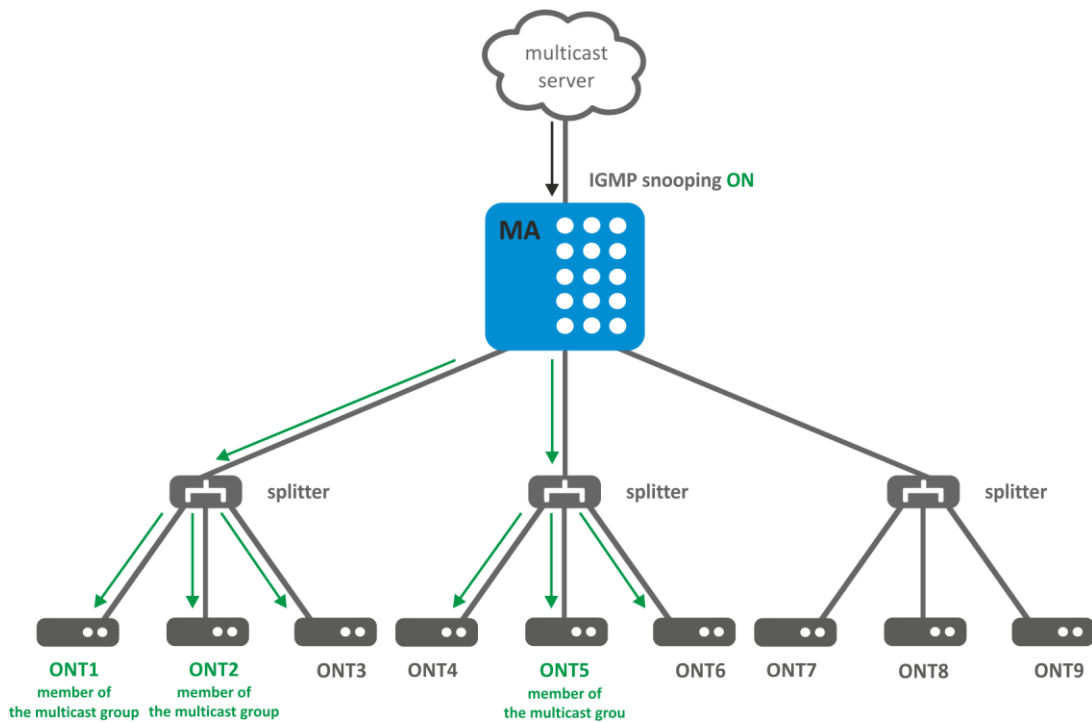 multicast
server
IGMP snooping ON
MA
splitter
splitter
splitter
ONT1
member of
the multicast group
ONT2
member of
the multicast group
ONT3
ONT4
ONT5
member of
the multicast grou
ONT6
ONT7
ONT8
ONT9